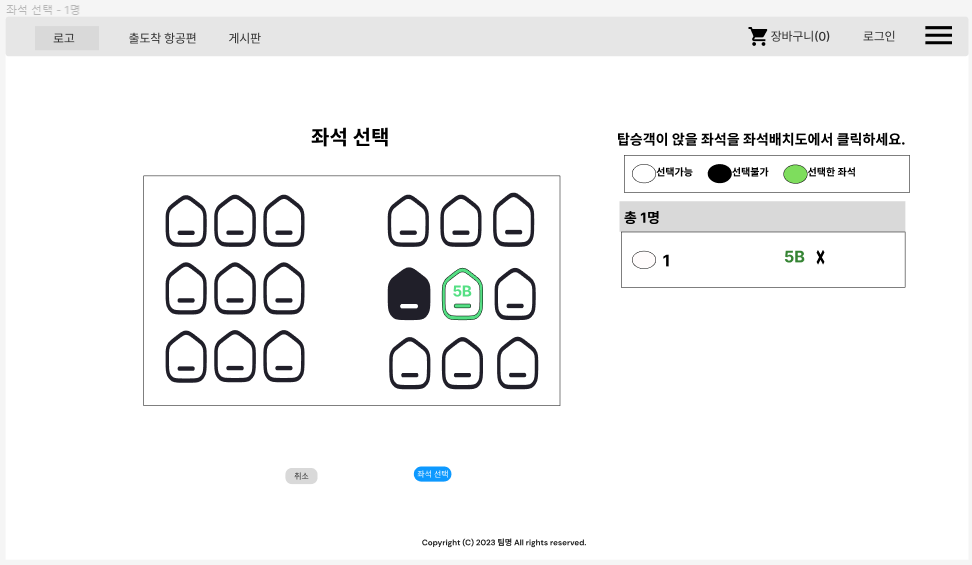 좌석 선택 - 1명
로고 출도착 항공편 게시판 장바구니(0) 로그인
좌석 선택
탑승객이 앉을 좌석을 좌석배치도에서 클릭하세요.
선택가능 선택불가 선택한 좌석
총 1명
1 5B X
5B
취소 좌석 선택
Copyright (C) 2023 팀명 All rights reserved.